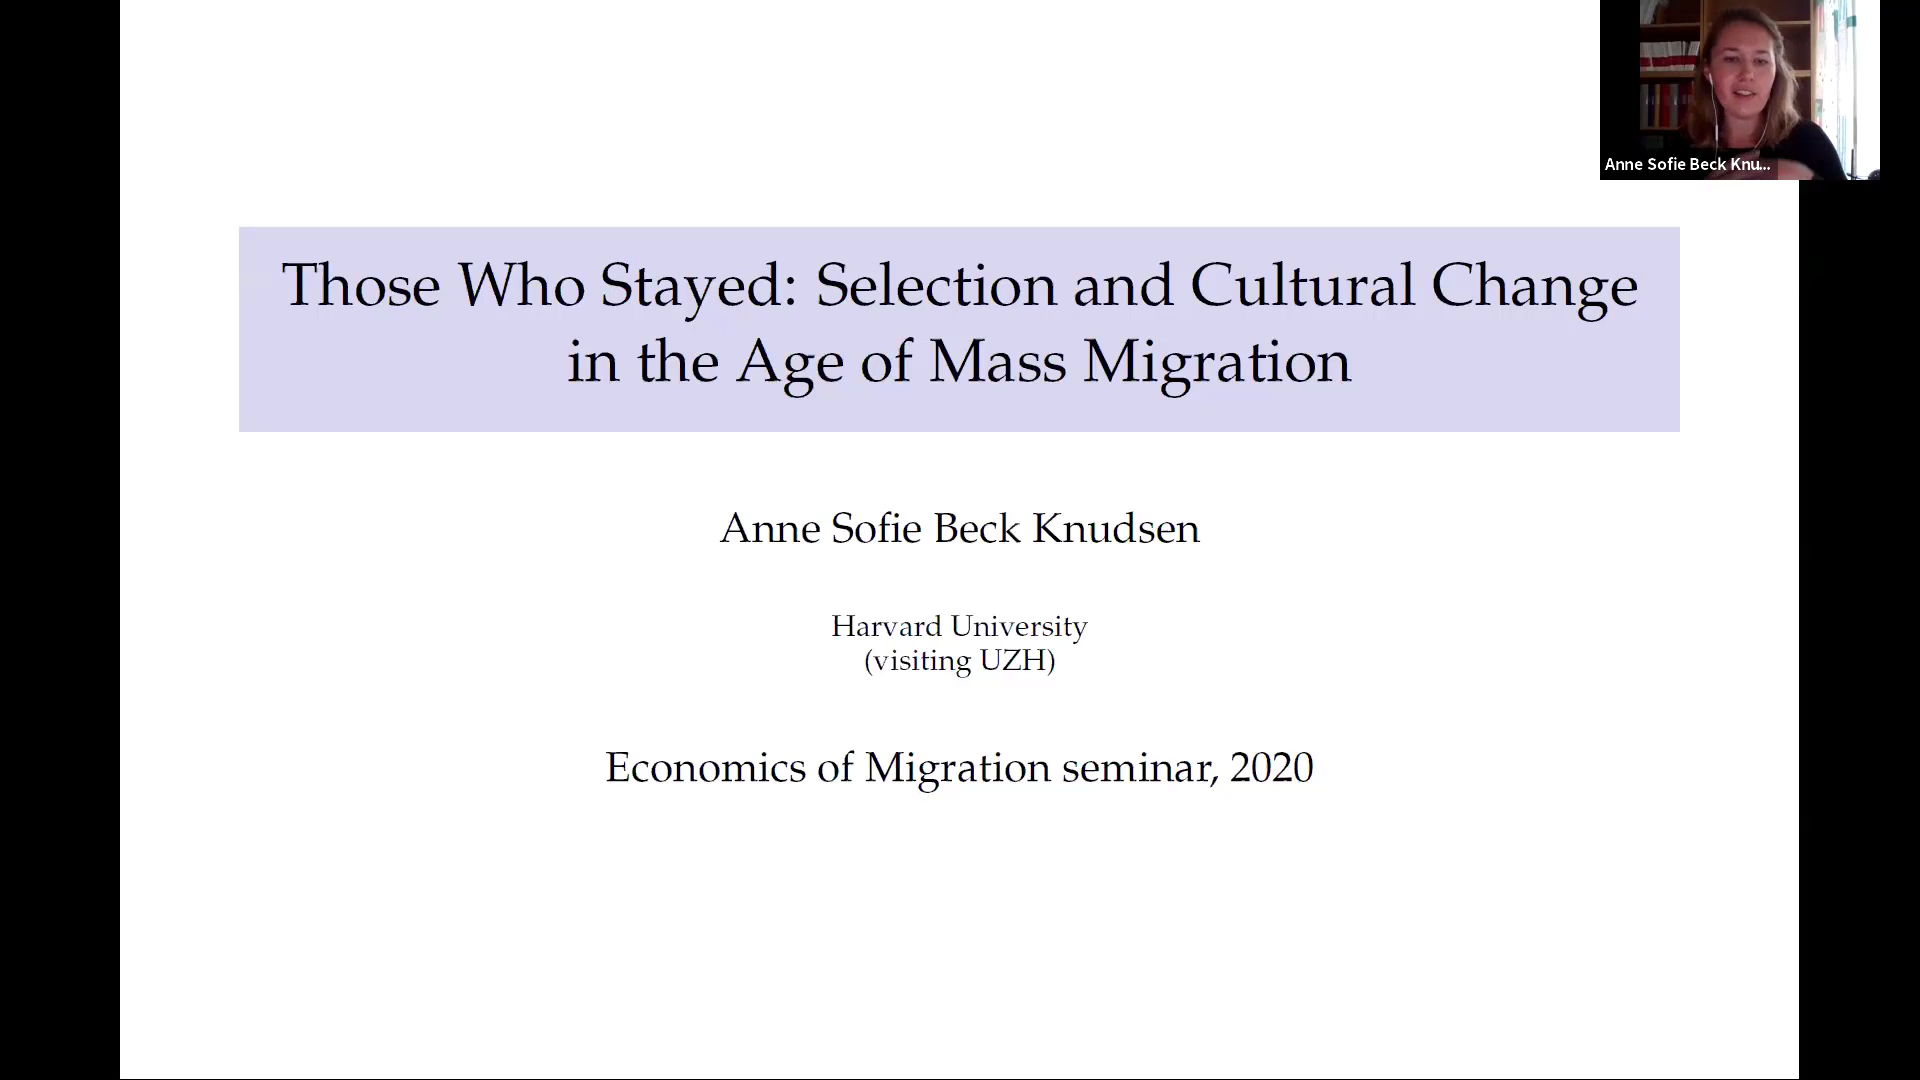 Anne Sofie Beck Knu...
Those Who Stayed: Selection and Cultural Change
in the Age of Mass Migration
Anne Sofie Beck Knudsen
Harvard University
(visiting UZH)
Economics of Migration seminar, 2020